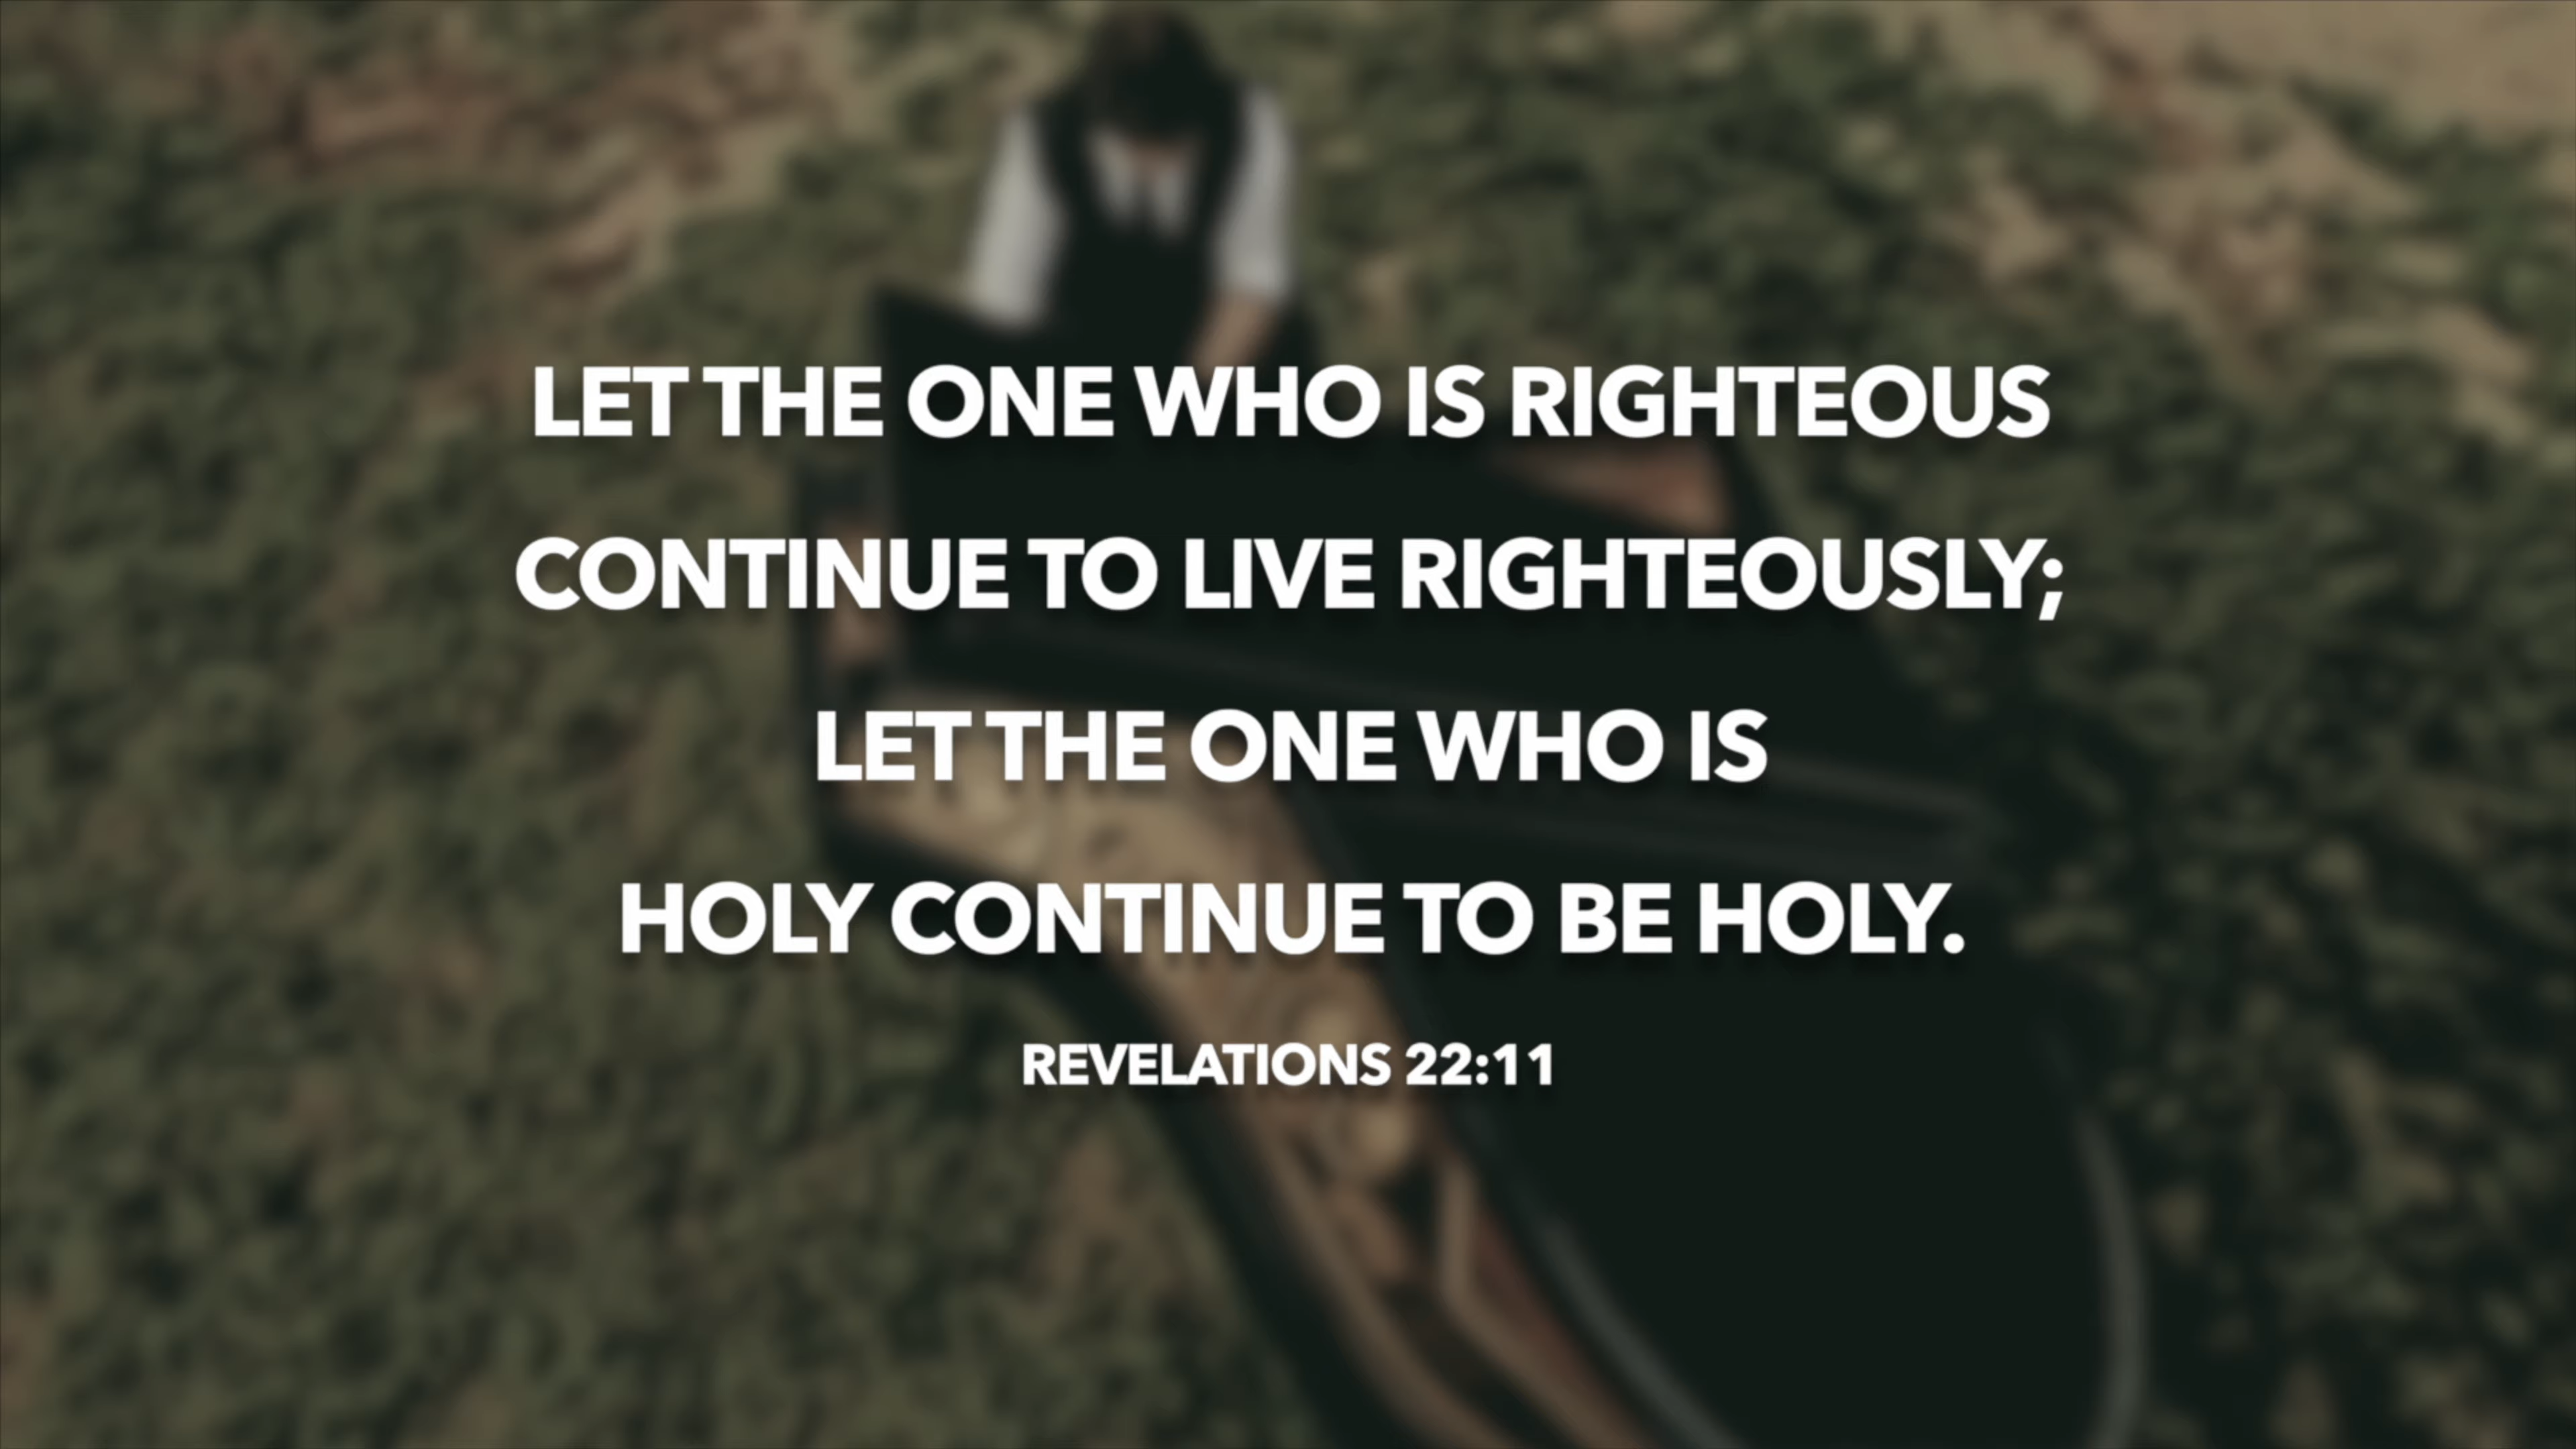 LET THE ONE WHO IS RIGHTEOUS
CONTINUE TO LIVE RIGHTEOUSLY;
LET THE ONE WHO IS
HOLY CONTINUE TO BE HOLY.
REVELATIONS 22:11